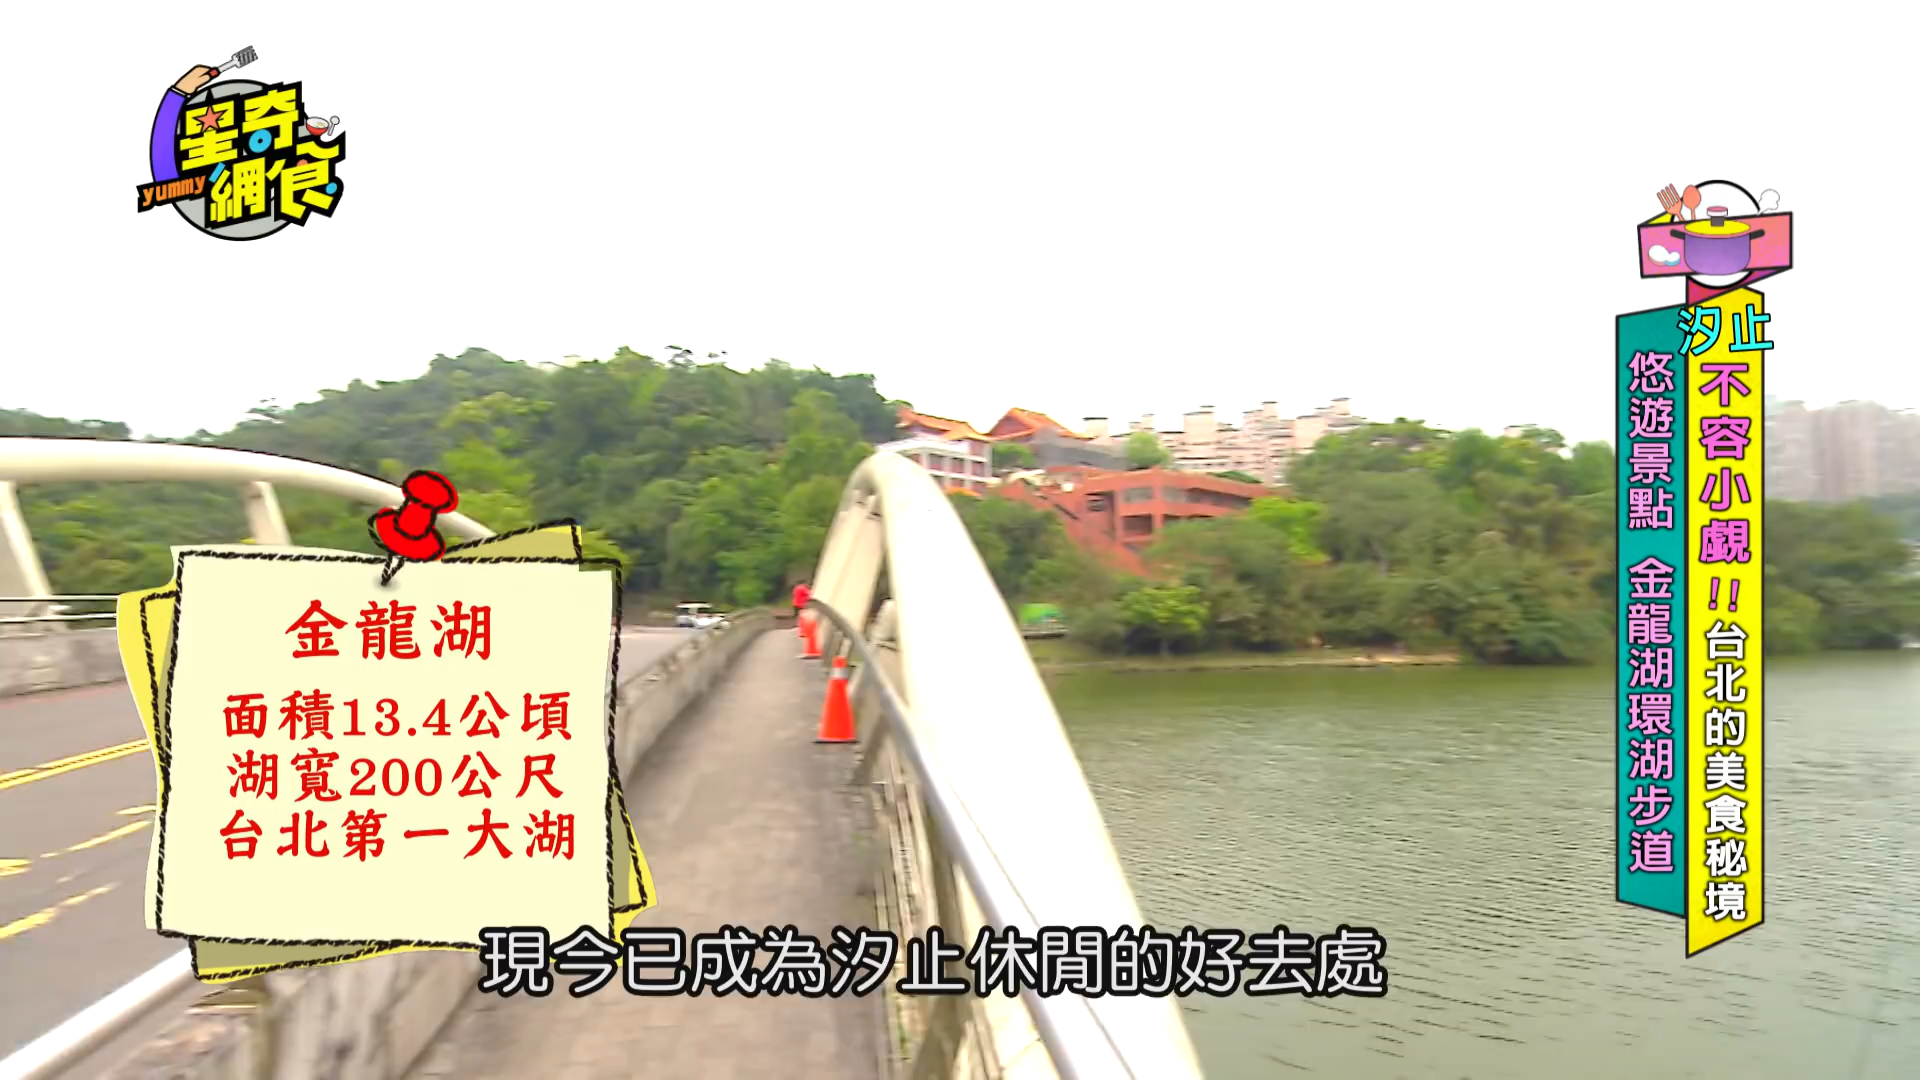 星奇
網食
yummy
汐止
不容小覷!!台北的美食秘境
悠遊景點 金龍湖環湖步道
金龍湖
面積13.4公頃
湖寬200公尺
台北第一大湖
現今已成為汐止休閒的好去處